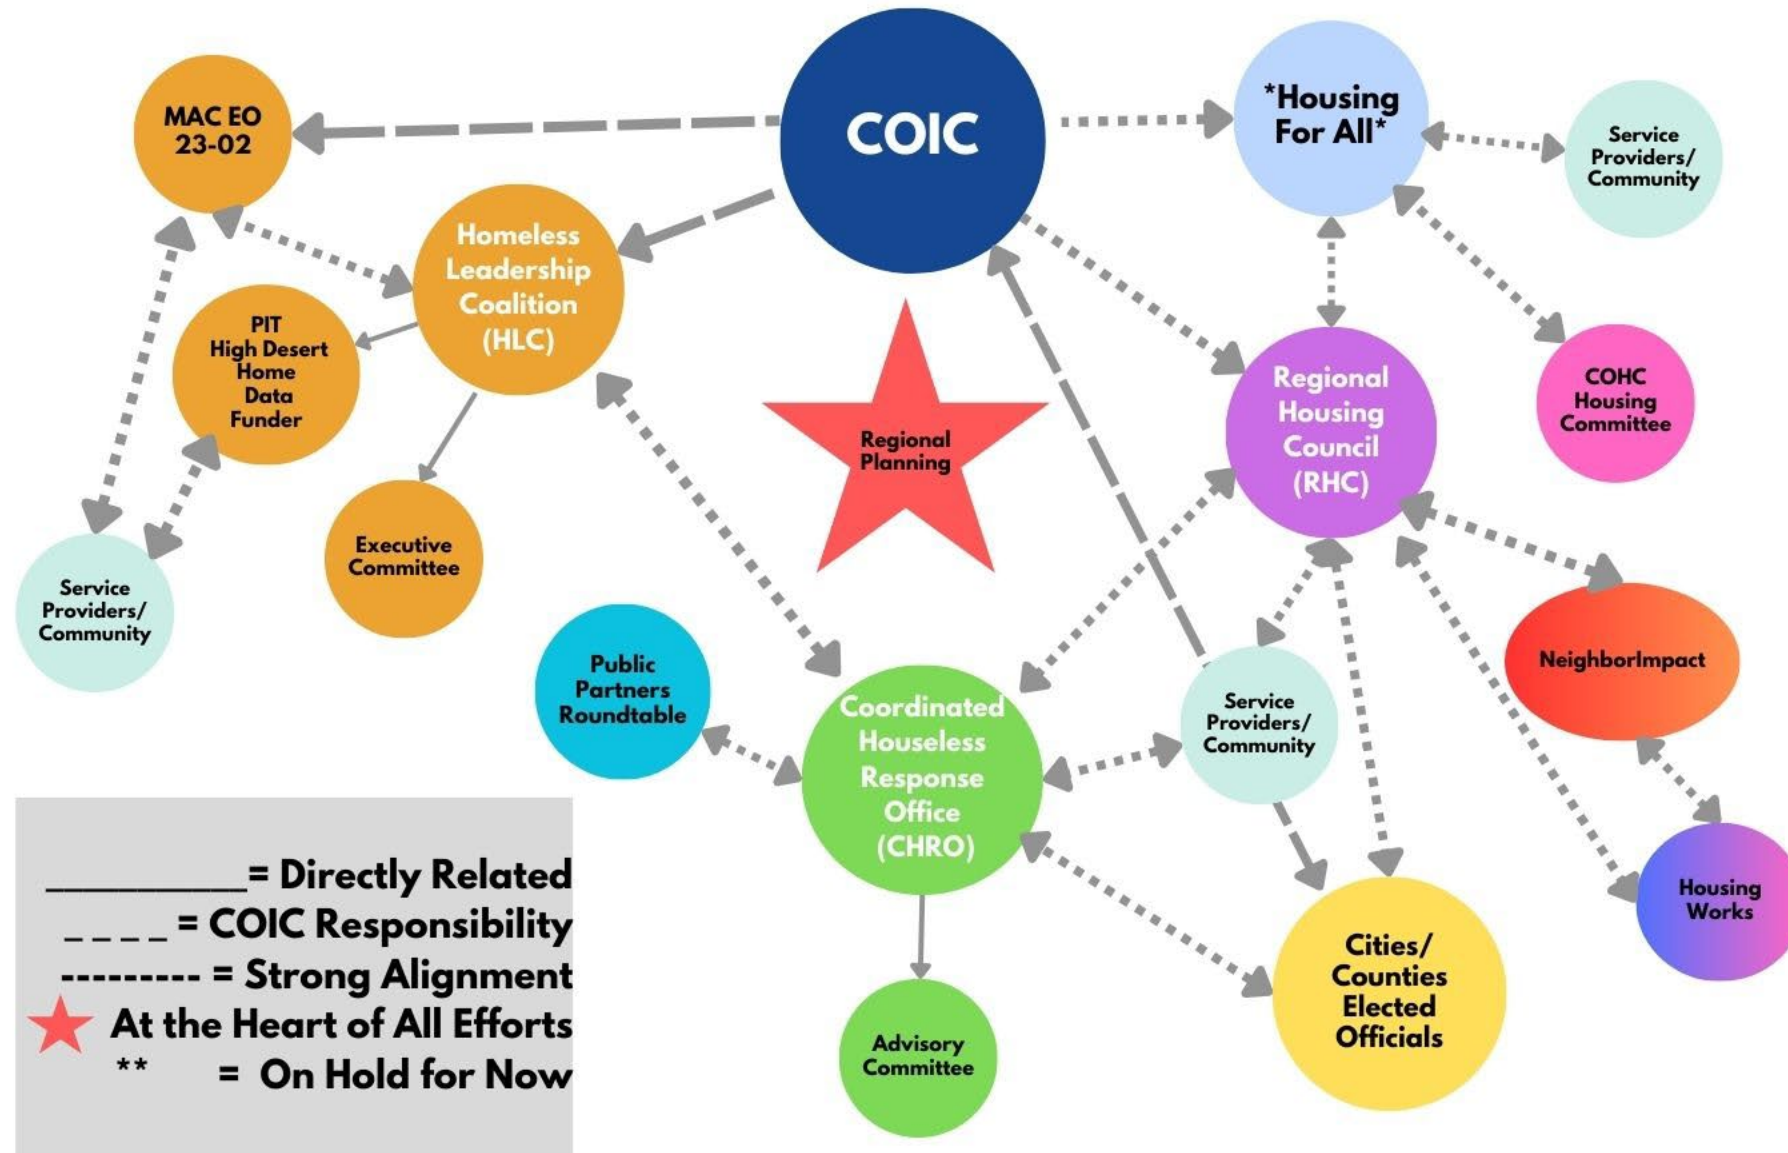 MAC EO
23-02
COIC
*Housing
For All*
Service
Providers/
Community
Homeless
Leadership
Coalition
(HLC)
PIT
High Desert
Home
Data
Funder
Regional
Planning
Regional
Housing
Council
(RHC)
COHC
Housing
Committee
Executive
Committee
Service
Providers/
Community
Public
Partners
Roundtable
Coordinated
Houseless
Response
Office
(CHRO)
Service
Providers/
Community
NeighborImpact
Housing
Works
Cities/
Counties
Elected
Officials
Advisory
Committee
___________= Directly Related
_ _ _ _ = COIC Responsibility
--------- = Strong Alignment
At the Heart of All Efforts
** = On Hold for Now